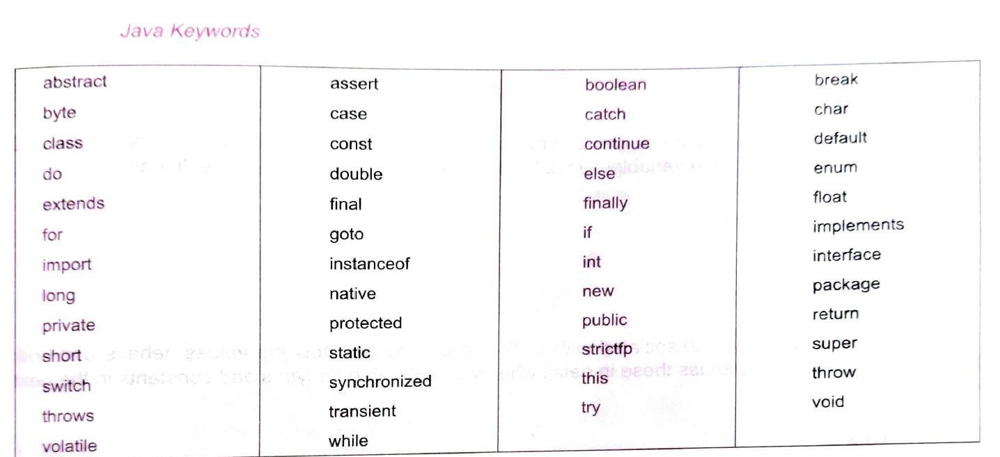 Java Keywords
abstract assert boolean break
byte case catch char
class const continue default
do double else enum
extends final finally float
for goto if implements
import instanceof int interface
long native new package
private protected public return
short static strictfp super
switch synchronized this throw
throws transient try void
volatile while